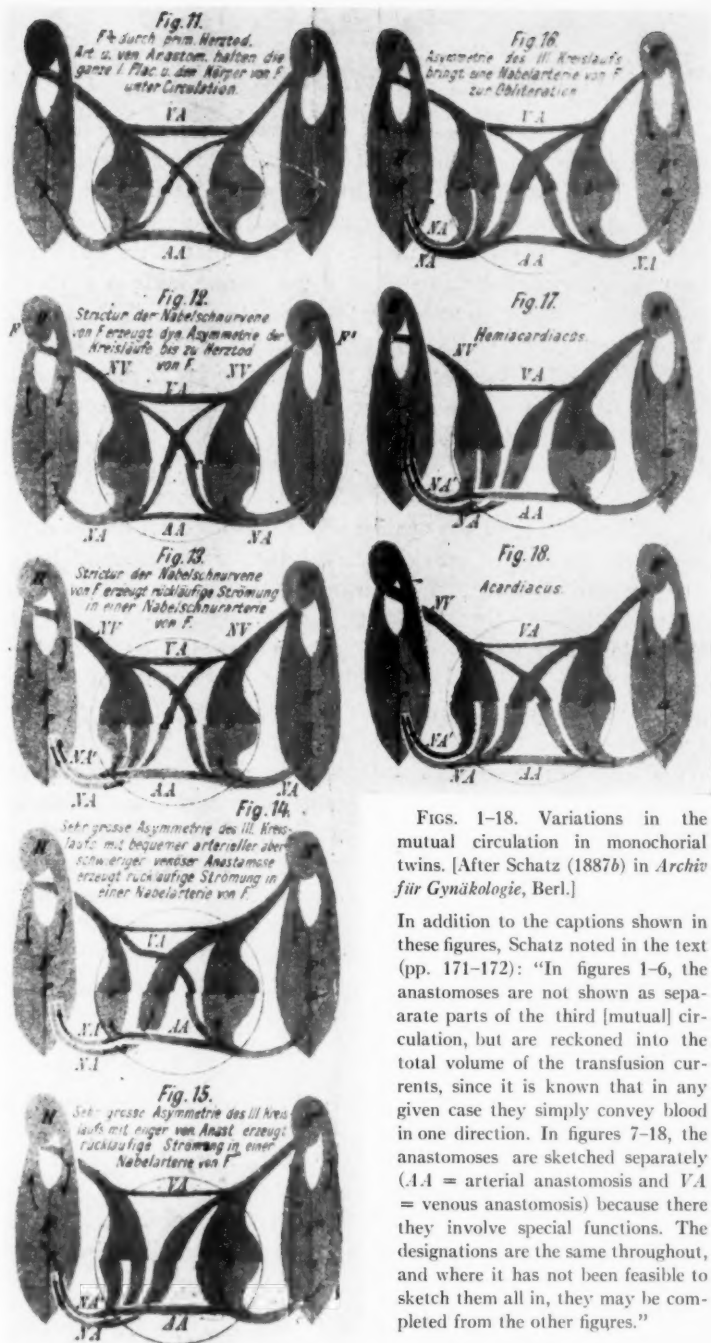 Fig. 11.
F† durch prim. Herztod.
Art. u. ven. Anastom. halten die
ganze l. Plac. u. den Körper von F.
unter Circulation.
VA
AA
Fig. 12.
Strictur der Nabelschnurvene
von F erzeugt dyn. Asymmetrie der
Kreisläufe bis zu Herztod
von F.
F
H
F'
NV
VA
NV
NA
AA
NA
Fig. 13.
Strictur der Nabelschnurvene
von F erzeugt rückläufige Strömung
in einer Nabelschnurarterie
von F.
H
NV
VA
NV
NA'
NA
AA
NA
Fig. 14.
Sehr grosse Asymmetrie des III. Kreis-
laufs mit bequemer arterieller aber
schwieriger venöser Anastomose
erzeugt rückläufige Strömung in
einer Nabelarterie von F.
H
VA
NA'
NA
AA
Fig. 15.
Sehr grosse Asymmetrie des III. Kreis-
laufs mit enger ven. Anast. erzeugt
rückläufige Strömung in einer
Nabelarterie von F
H
VA
NA'
NA
AA
Fig. 16.
Asymmetrie des III. Kreislaufs
bringt eine Nabelarterie von F
zur Obliteration
VA
NA'
NA
AA
NA
Fig. 17.
Hemiacardiacus.
NV
VA
NA'
NA
AA
Fig. 18.
Acardiacus.
NV
VA
NA'
NA
AA
FIGS. 1–18. Variations in the
mutual circulation in monochorial
twins. [After Schatz (1887b) in Archiv
für Gynäkologie, Berl.]
In addition to the captions shown in
these figures, Schatz noted in the text
(pp. 171–172): “In figures 1–6, the
anastomoses are not shown as sepa-
arate parts of the third [mutual] cir-
culation, but are reckoned into the
total volume of the transfusion cur-
rents, since it is known that in any
given case they simply convey blood
in one direction. In figures 7–18, the
anastomoses are sketched separately
(AA = arterial anastomosis and VA
= venous anastomosis) because there
they involve special functions. The
designations are the same throughout,
and where it has not been feasible to
sketch them all in, they may be com-
pleted from the other figures.”